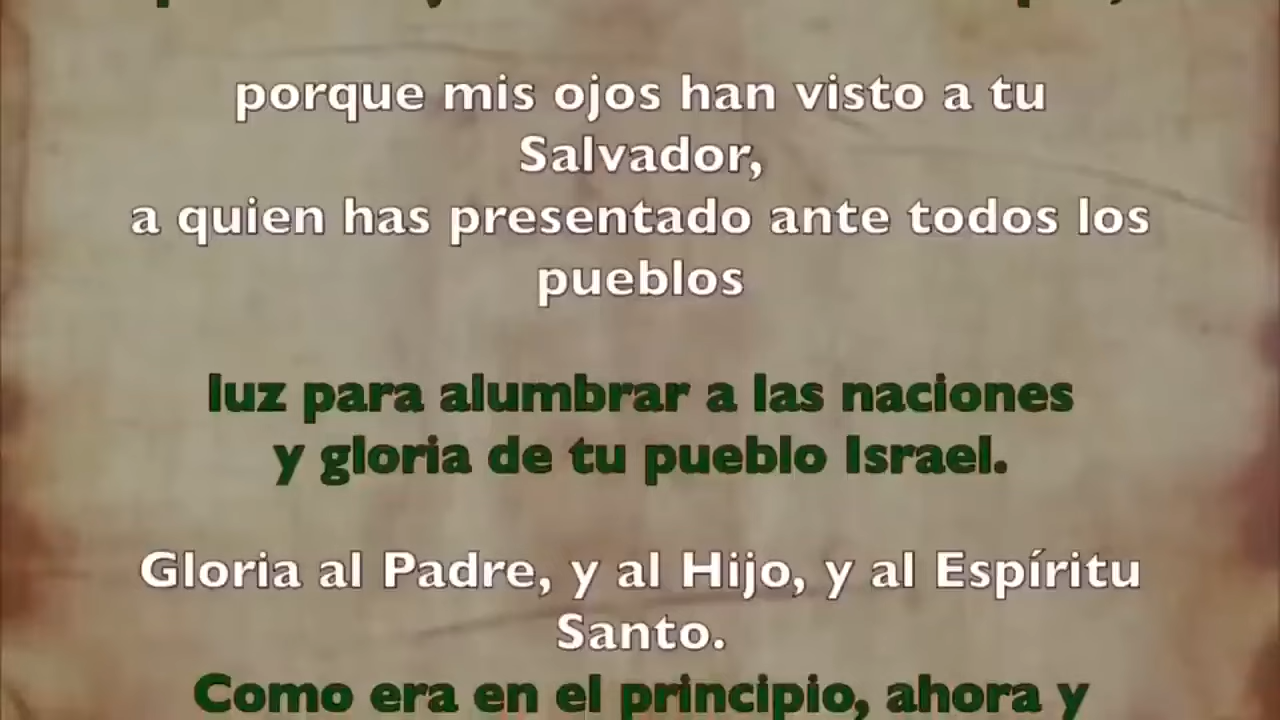 porque mis ojos han visto a tu
Salvador,
a quien has presentado ante todos los
pueblos
luz para alumbrar a las naciones
y gloria de tu pueblo Israel.
Gloria al Padre, y al Hijo, y al Espíritu
Santo.
Como era en el principio, ahora y